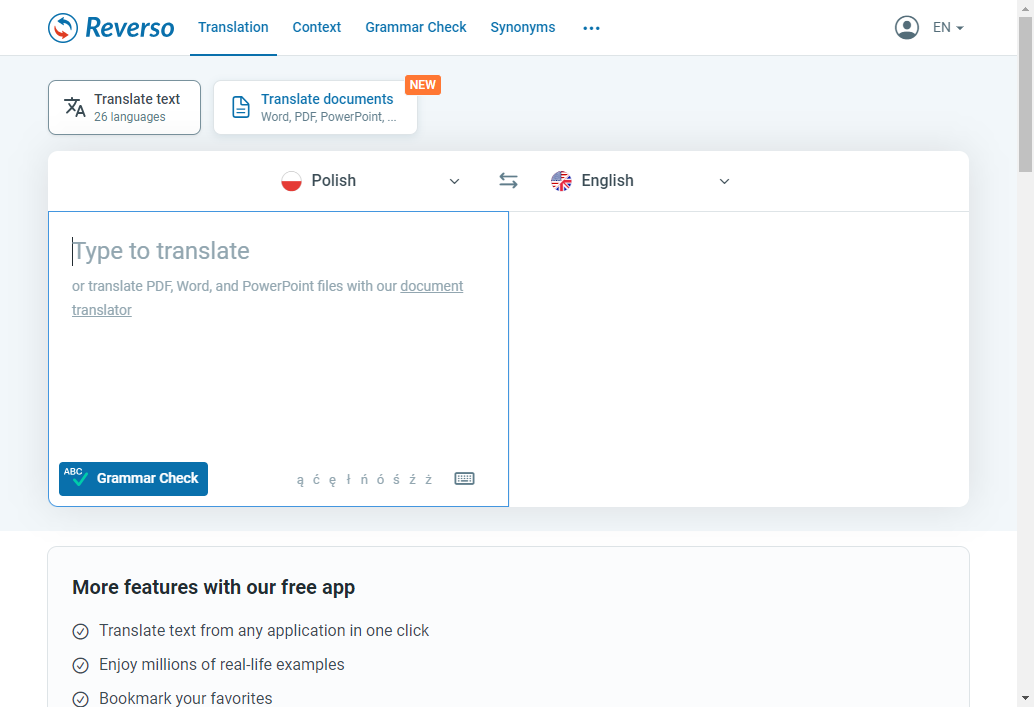 Reverso
Translation Context Grammar Check Synonyms
EN
Translate text
26 languages
Translate documents
NEW
Word, PDF, PowerPoint, ...
Polish
English
Type to translate
or translate PDF, Word, and PowerPoint files with our document
translator
ABC
Grammar Check
ą ć ę ł ń ó ś ź ż
More features with our free app
Translate text from any application in one click
Enjoy millions of real-life examples
Bookmark your favorites